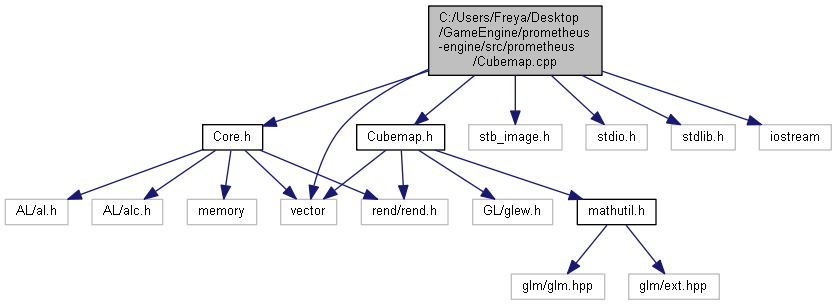 C:/Users/Freya/Desktop
/GameEngine/prometheus
-engine/src/prometheus
/Cubemap.cpp
Core.h
Cubemap.h
stb_image.h
stdio.h
stdlib.h
iostream
AL/al.h
AL/alc.h
memory
vector
rend/rend.h
GL/glew.h
mathutil.h
glm/glm.hpp
glm/ext.hpp